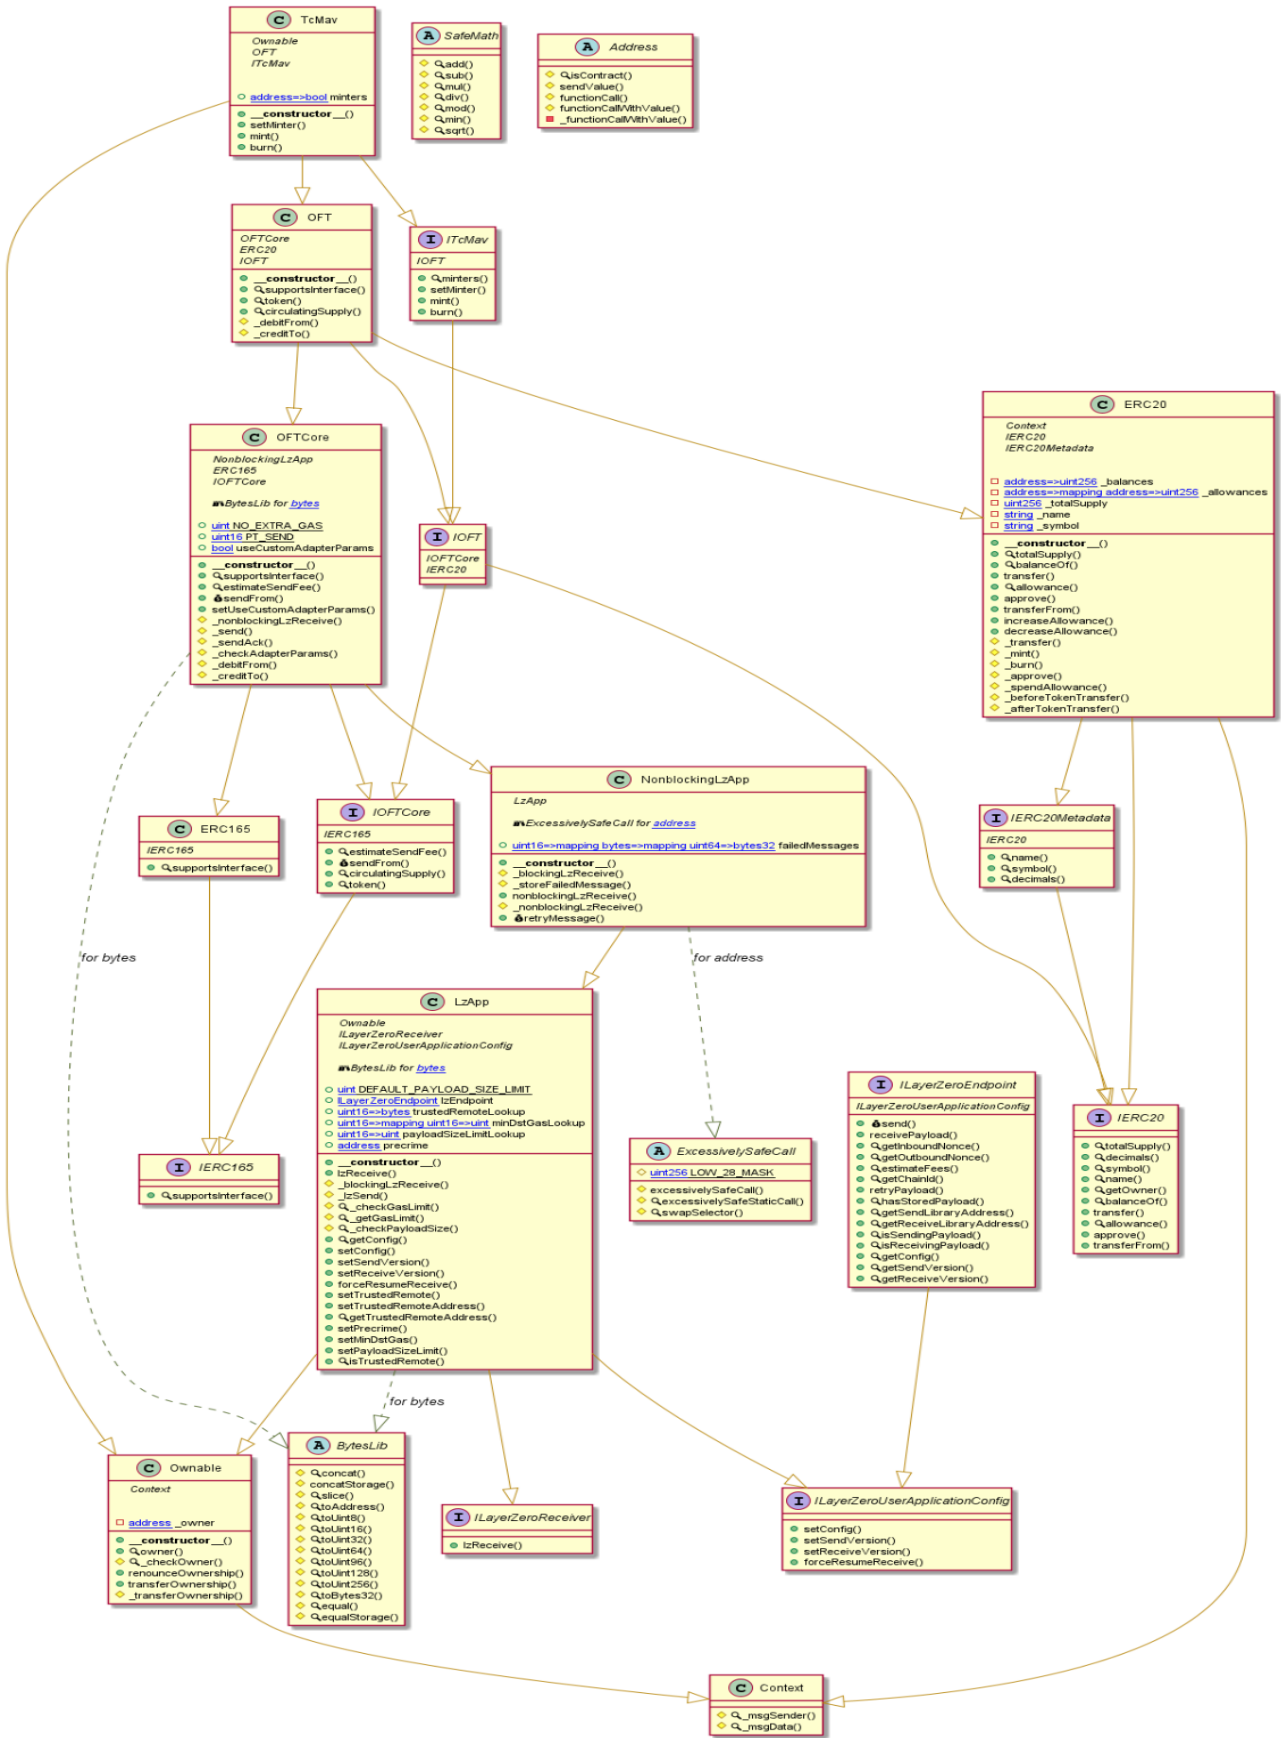 C TcMav
Ownable
OFT
ITcMav
address=>bool minters
__constructor__()
setMinter()
mint()
burn()
A SafeMath
add()
sub()
mul()
div()
mod()
min()
sqrt()
A Address
isContract()
sendValue()
functionCall()
functionCallWithValue()
_functionCallWithValue()
C OFT
OFTCore
ERC20
IOFT
__constructor__()
supportsInterface()
token()
circulatingSupply()
_debitFrom()
_creditTo()
I ITcMav
IOFT
minters()
setMinter()
mint()
burn()
C OFTCore
NonblockingLzApp
ERC165
IOFTCore
BytesLib for bytes
uint NO_EXTRA_GAS
uint16 PT_SEND
bool useCustomAdapterParams
__constructor__()
supportsInterface()
estimateSendFee()
sendFrom()
setUseCustomAdapterParams()
_nonblockingLzReceive()
_send()
_sendAck()
_checkAdapterParams()
_debitFrom()
_creditTo()
I IOFT
IOFTCore
IERC20
C ERC20
Context
IERC20
IERC20Metadata
address=>uint256 _balances
address=>mapping address=>uint256 _allowances
uint256 _totalSupply
string _name
string _symbol
__constructor__()
totalSupply()
balanceOf()
transfer()
allowance()
approve()
transferFrom()
increaseAllowance()
decreaseAllowance()
_transfer()
_mint()
_burn()
_approve()
_spendAllowance()
_beforeTokenTransfer()
_afterTokenTransfer()
C ERC165
IERC165
supportsInterface()
I IOFTCore
IERC165
estimateSendFee()
sendFrom()
circulatingSupply()
token()
C NonblockingLzApp
LzApp
ExcessivelySafeCall for address
uint16=>mapping bytes=>mapping uint64=>bytes32 failedMessages
__constructor__()
_blockingLzReceive()
_storeFailedMessage()
nonblockingLzReceive()
_nonblockingLzReceive()
retryMessage()
I IERC20Metadata
IERC20
name()
symbol()
decimals()
for bytes
for address
C LzApp
Ownable
ILayerZeroReceiver
ILayerZeroUserApplicationConfig
BytesLib for bytes
uint DEFAULT_PAYLOAD_SIZE_LIMIT
ILayerZeroEndpoint lzEndpoint
uint16=>bytes trustedRemoteLookup
uint16=>mapping uint16=>uint minDstGasLookup
uint16=>uint payloadSizeLimitLookup
address precrime
__constructor__()
lzReceive()
_blockingLzReceive()
_lzSend()
_checkGasLimit()
_getGasLimit()
_checkPayloadSize()
getConfig()
setConfig()
setSendVersion()
setReceiveVersion()
forceResumeReceive()
setTrustedRemote()
setTrustedRemoteAddress()
getTrustedRemoteAddress()
setPrecrime()
setMinDstGas()
setPayloadSizeLimit()
isTrustedRemote()
I IERC165
supportsInterface()
A ExcessivelySafeCall
uint256 LOW_28_MASK
excessivelySafeCall()
excessivelySafeStaticCall()
swapSelector()
I ILayerZeroEndpoint
ILayerZeroUserApplicationConfig
send()
receivePayload()
getInboundNonce()
getOutboundNonce()
estimateFees()
getChainId()
retryPayload()
hasStoredPayload()
getSendLibraryAddress()
getReceiveLibraryAddress()
isSendingPayload()
isReceivingPayload()
getConfig()
getSendVersion()
getReceiveVersion()
I IERC20
totalSupply()
decimals()
symbol()
name()
getOwner()
balanceOf()
transfer()
allowance()
approve()
transferFrom()
for bytes
C Ownable
Context
address _owner
__constructor__()
owner()
_checkOwner()
renounceOwnership()
transferOwnership()
_transferOwnership()
A BytesLib
concat()
concatStorage()
slice()
toAddress()
toUint8()
toUint16()
toUint32()
toUint64()
toUint96()
toUint128()
toUint256()
toBytes32()
equal()
equalStorage()
I ILayerZeroReceiver
lzReceive()
I ILayerZeroUserApplicationConfig
setConfig()
setSendVersion()
setReceiveVersion()
forceResumeReceive()
C Context
_msgSender()
_msgData()